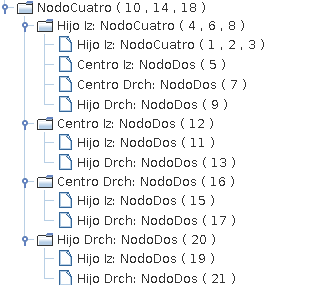 NodoCuatro ( 10 , 14 , 18 )
Hijo Iz: NodoCuatro ( 4 , 6 , 8 )
Hijo Iz: NodoCuatro ( 1 , 2 , 3 )
Centro Iz: NodoDos ( 5 )
Centro Drch: NodoDos ( 7 )
Hijo Drch: NodoDos ( 9 )
Centro Iz: NodoDos ( 12 )
Hijo Iz: NodoDos ( 11 )
Hijo Drch: NodoDos ( 13 )
Centro Drch: NodoDos ( 16 )
Hijo Iz: NodoDos ( 15 )
Hijo Drch: NodoDos ( 17 )
Hijo Drch: NodoDos ( 20 )
Hijo Iz: NodoDos ( 19 )
Hijo Drch: NodoDos ( 21 )